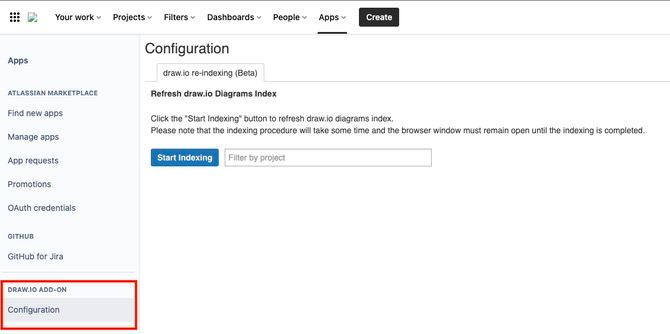 Your work Projects Filters Dashboards People Apps Create
Apps
ATLASSIAN MARKETPLACE
Find new apps
Manage apps
App requests
Promotions
OAuth credentials
GITHUB
GitHub for Jira
DRAW.IO ADD-ON
Configuration
Configuration
draw.io re-indexing (Beta)
Refresh draw.io Diagrams Index
Click the "Start Indexing" button to refresh draw.io diagrams index.
Please note that the indexing procedure will take some time and the browser window must remain open until the indexing is completed.
Start Indexing Filter by project